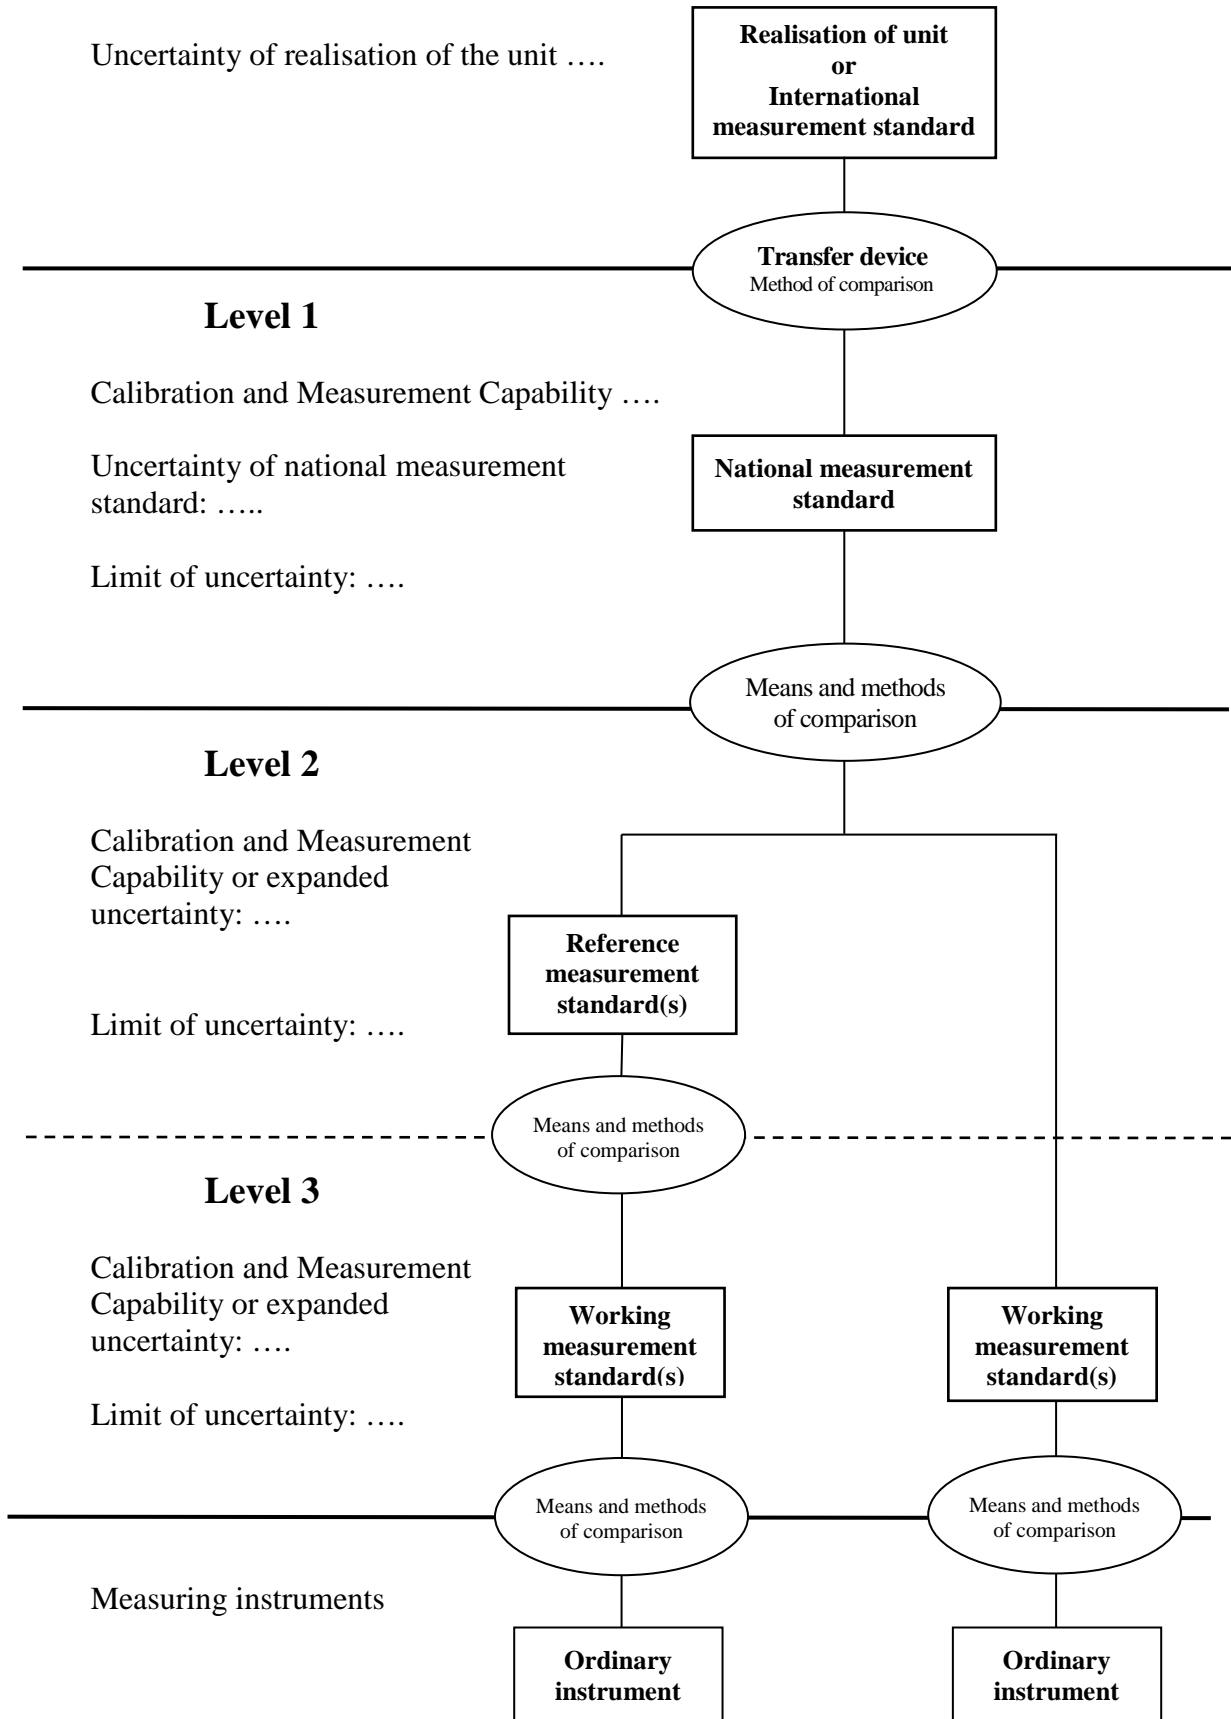 Uncertainty of realisation of the unit ….
Realisation of unit
or
International
measurement standard
Transfer device
Method of comparison
Level 1
Calibration and Measurement Capability ….
Uncertainty of national measurement
standard: …..
National measurement
standard
Limit of uncertainty: ….
Means and methods
of comparison
Level 2
Calibration and Measurement
Capability or expanded
uncertainty: ….
Reference
measurement
standard(s)
Limit of uncertainty: ….
Means and methods
of comparison
Level 3
Calibration and Measurement
Capability or expanded
uncertainty: ….
Working
measurement
standard(s)
Working
measurement
standard(s)
Limit of uncertainty: ….
Means and methods
of comparison
Means and methods
of comparison
Measuring instruments
Ordinary
instrument
Ordinary
instrument